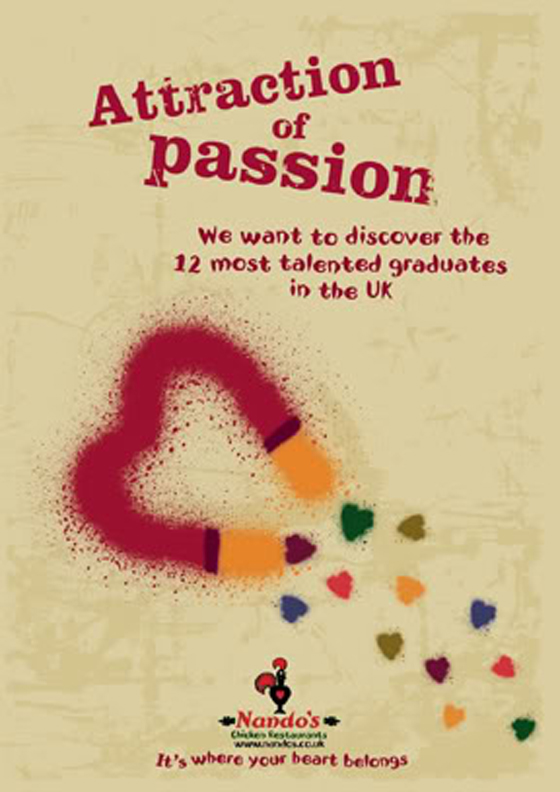 Attraction
of
passion
We want to discover the
12 most talented graduates
in the UK
Nando's
Chicken Restaurants
www.nandos.co.uk
It's where your heart belongs